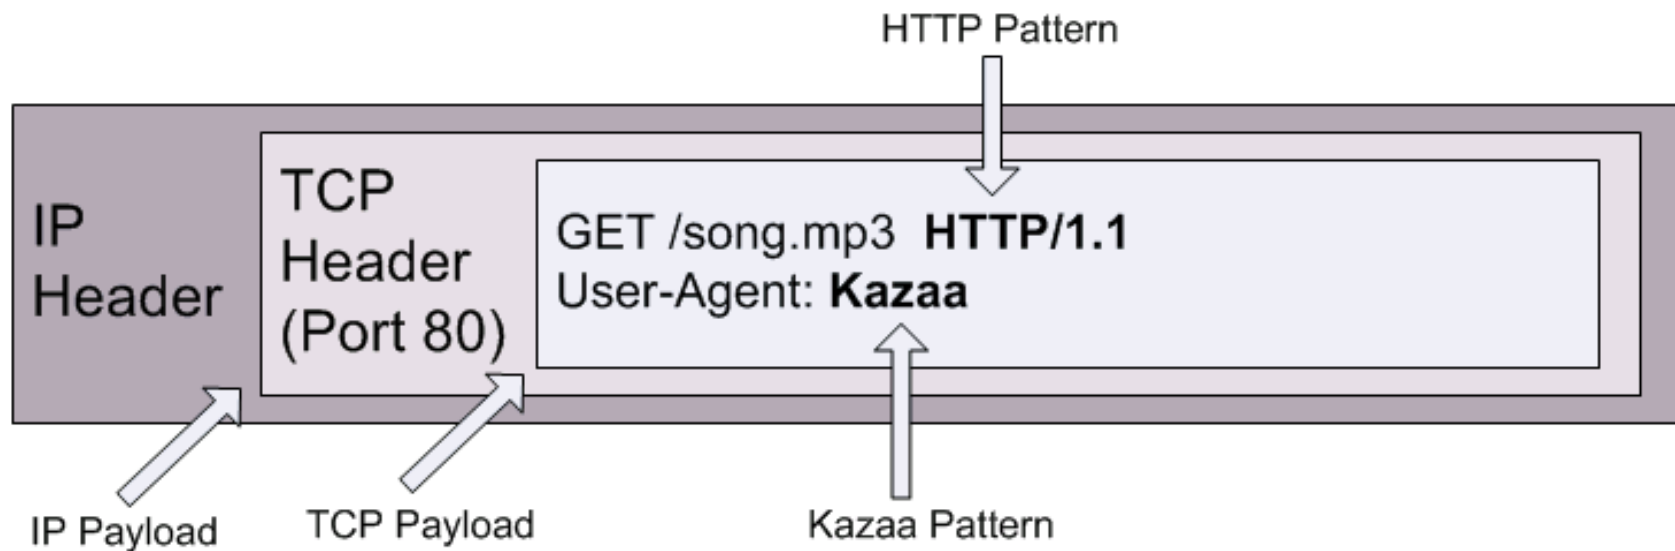 HTTP Pattern
IP
Header
TCP
Header
(Port 80)
GET /song.mp3 HTTP/1.1
User-Agent: Kazaa
IP Payload
TCP Payload
Kazaa Pattern